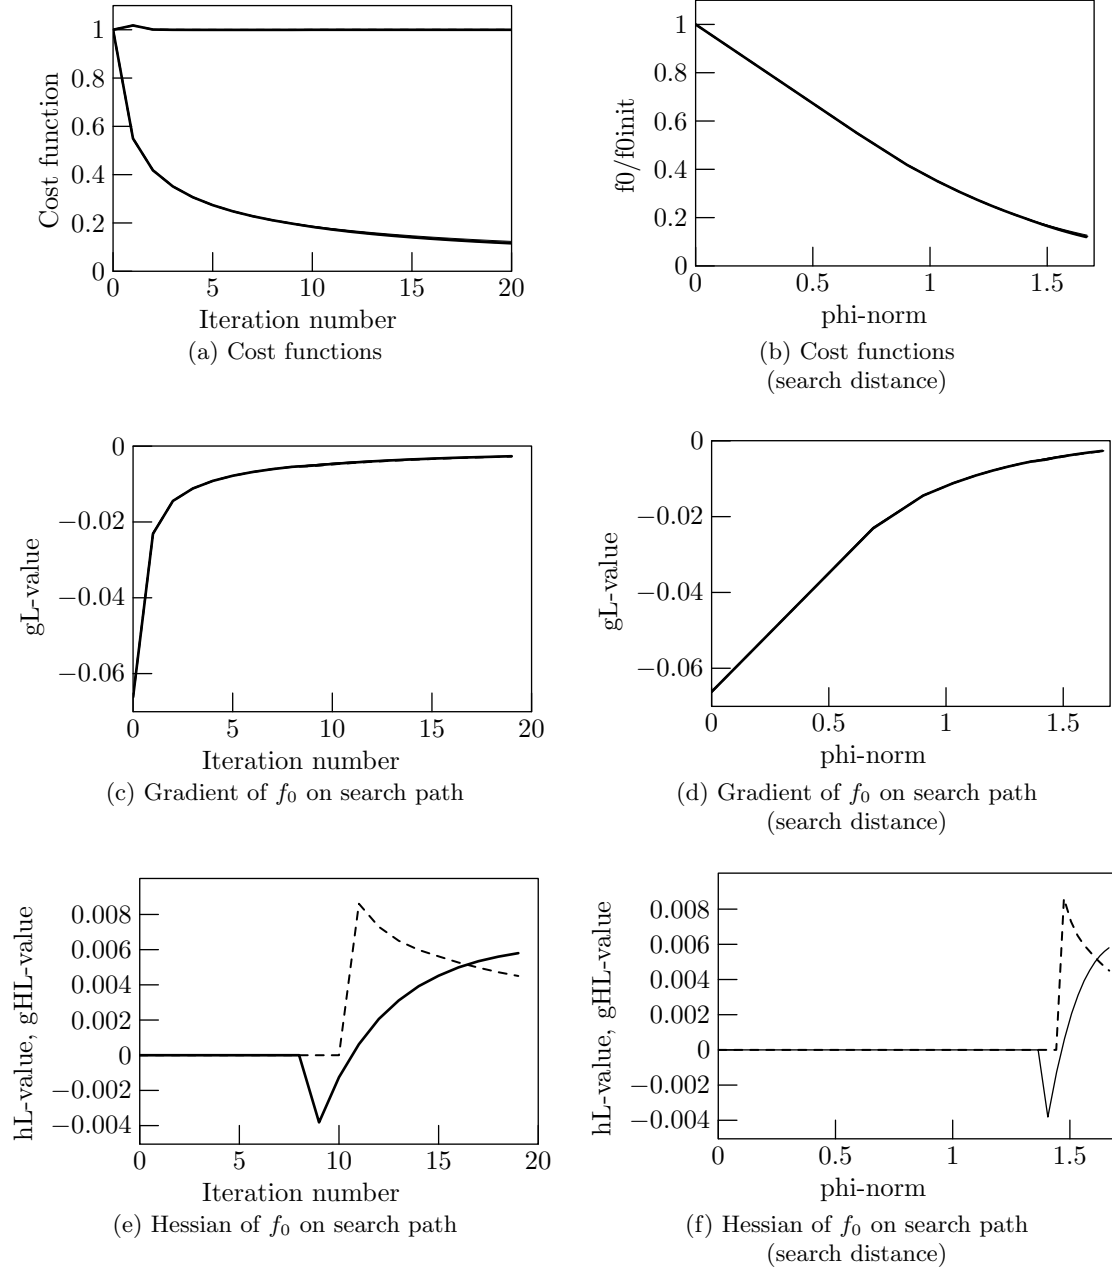 Cost function
1
0.8
0.6
0.4
0.2
0
0 5 10 15 20
Iteration number
(a) Cost functions
f0/f0init
1
0.8
0.6
0.4
0.2
0
0 0.5 1 1.5
phi-norm
(b) Cost functions
(search distance)
gL-value
0
−0.02
−0.04
−0.06
0 5 10 15 20
Iteration number
(c) Gradient of f₀ on search path
gL-value
0
−0.02
−0.04
−0.06
0 0.5 1 1.5
phi-norm
(d) Gradient of f₀ on search path
(search distance)
hL-value, gHL-value
0.008
0.006
0.004
0.002
0
−0.002
−0.004
0 5 10 15 20
Iteration number
(e) Hessian of f₀ on search path
hL-value, gHL-value
0.008
0.006
0.004
0.002
0
−0.002
−0.004
0 0.5 1 1.5
phi-norm
(f) Hessian of f₀ on search path
(search distance)